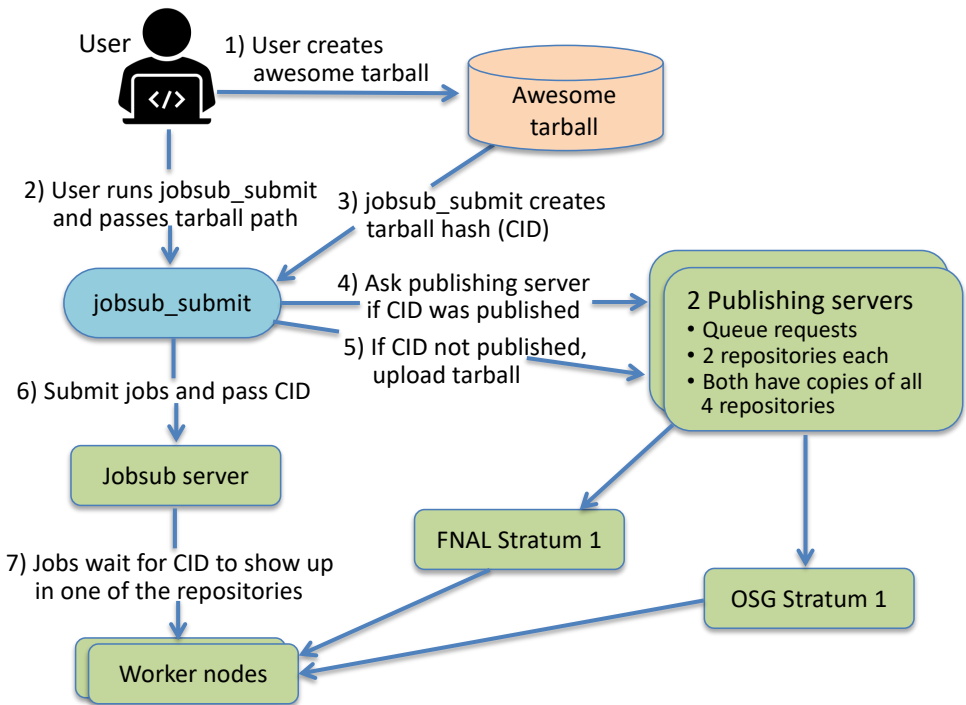 User
</>
1) User creates
awesome tarball
Awesome
tarball
2) User runs jobsub_submit
and passes tarball path
3) jobsub_submit creates
tarball hash (CID)
jobsub_submit
4) Ask publishing server
if CID was published
5) If CID not published,
upload tarball
2 Publishing servers
• Queue requests
• 2 repositories each
• Both have copies of all
4 repositories
6) Submit jobs and pass CID
Jobsub server
FNAL Stratum 1
7) Jobs wait for CID to show up
in one of the repositories
OSG Stratum 1
Worker nodes